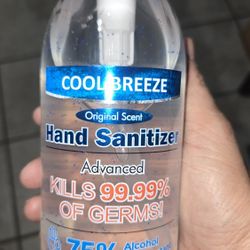 COOL BREEZE
Original Scent
Hand Sanitizer
Advanced
KILLS 99.99%
OF GERMS!
75% Alcohol